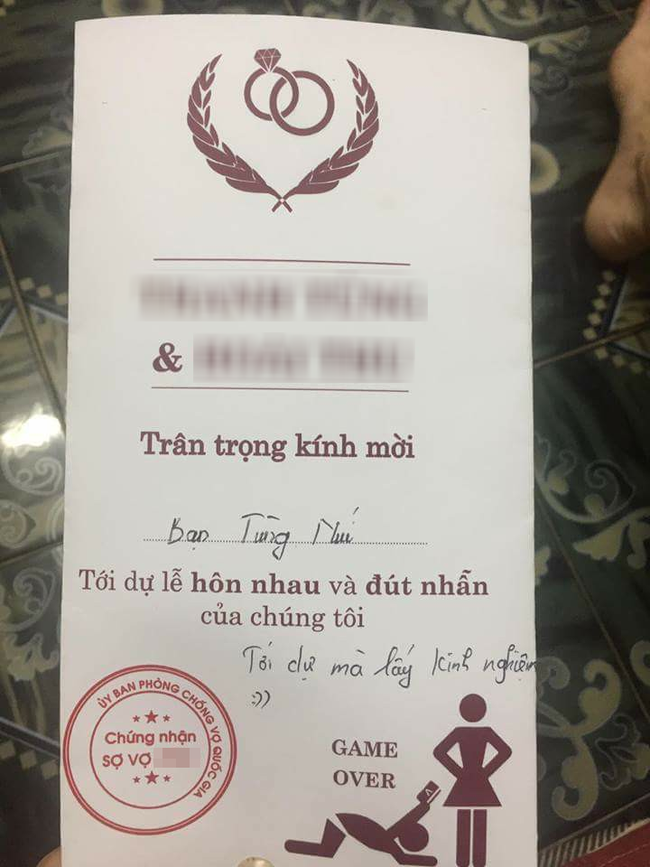 &
Trân trọng kính mời
Bạn Tùng Núi
Tới dự lễ hôn nhau và đút nhẫn
của chúng tôi
Tới dự mà lấy kinh nghiệm
:))
ỦY BAN PHÒNG CHỐNG VỢ QUỐC GIA
Chứng nhận
sợ vợ
GAME
OVER